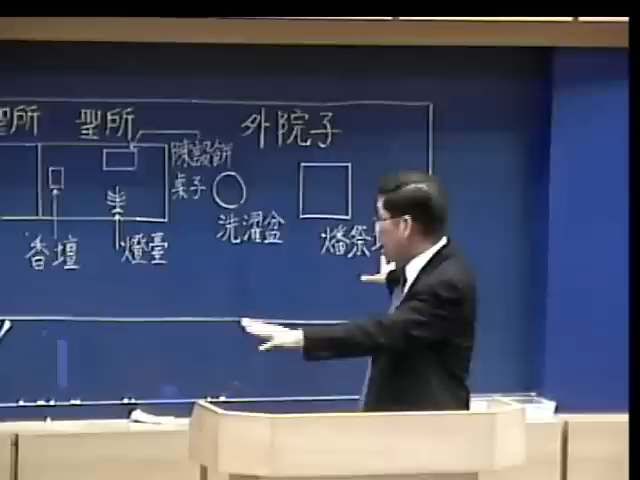 聖所 聖所 外院子
陳設餅
桌子
洗濯盆 燔祭
香壇 燈臺